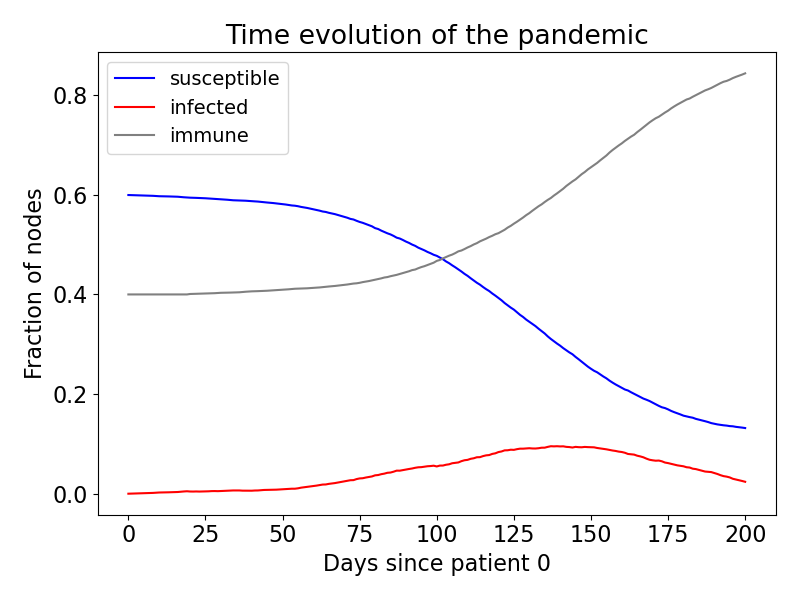 Time evolution of the pandemic
susceptible
infected
immune
Fraction of nodes
0.8
0.6
0.4
0.2
0.0
0 25 50 75 100 125 150 175 200
Days since patient 0